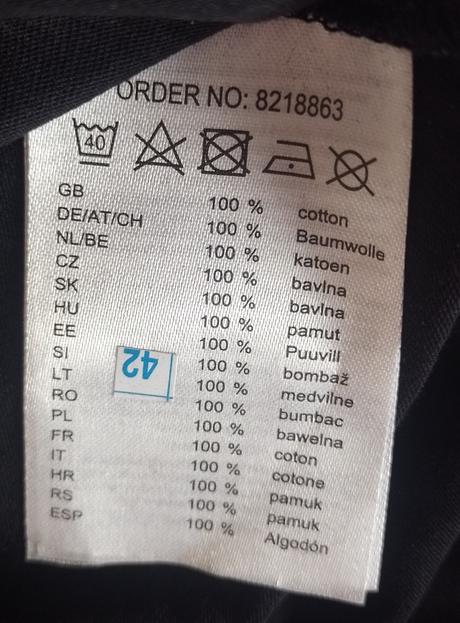 ORDER NO: 8218863
40
GB 100 % cotton
DE/AT/CH 100 % Baumwolle
NL/BE 100 % katoen
CZ 100 % bavlna
SK 100 % bavlna
HU 100 % pamut
EE 100 % Puuvill
SI 100 % bombaž
LT 100 % medvilne
RO 100 % bumbac
PL 100 % bawelna
FR 100 % coton
IT 100 % cotone
HR 100 % pamuk
RS 100 % pamuk
ESP 100 % Algodón
42